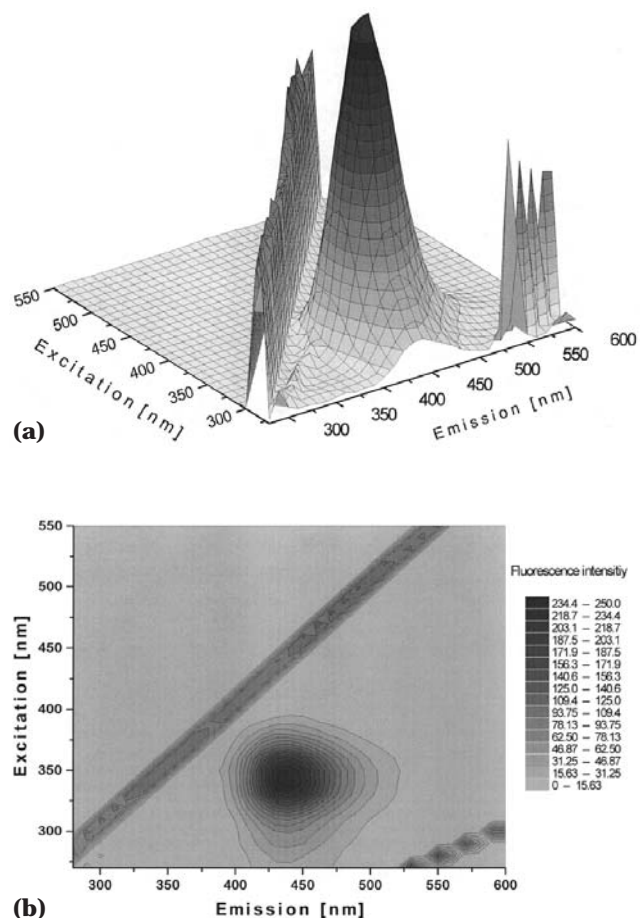 550
500
450
400
350
300
Excitation [nm]
300
350
400
450
500
550
600
Emission [nm]
(a)
550
500
450
400
350
300
Excitation [nm]
300
350
400
450
500
550
600
Emission [nm]
Fluorescence intensitiy
234.4 – 250.0
218.7 – 234.4
203.1 – 218.7
187.5 – 203.1
171.9 – 187.5
156.3 – 171.9
140.6 – 156.3
125.0 – 140.6
109.4 – 125.0
93.75 – 109.4
78.13 – 93.75
62.50 – 78.13
46.87 – 62.50
31.25 – 46.87
15.63 – 31.25
0 – 15.63
(b)